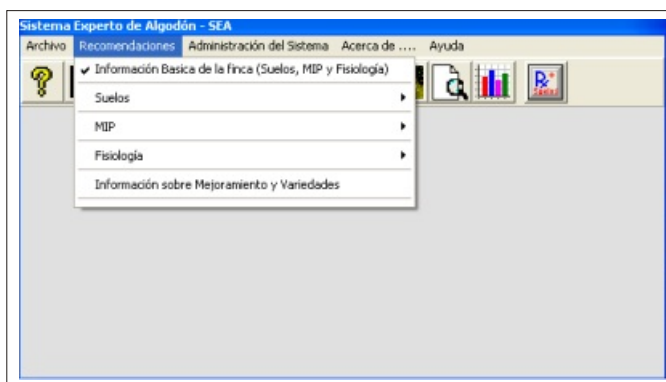 Sistema Experto de Algodón - SEA
Archivo Recomendaciones Administración del Sistema Acerca de .... Ayuda
Información Basica de la finca (Suelos, MIP y Fisiología)
Suelos
MIP
Fisiología
Información sobre Mejoramiento y Variedades